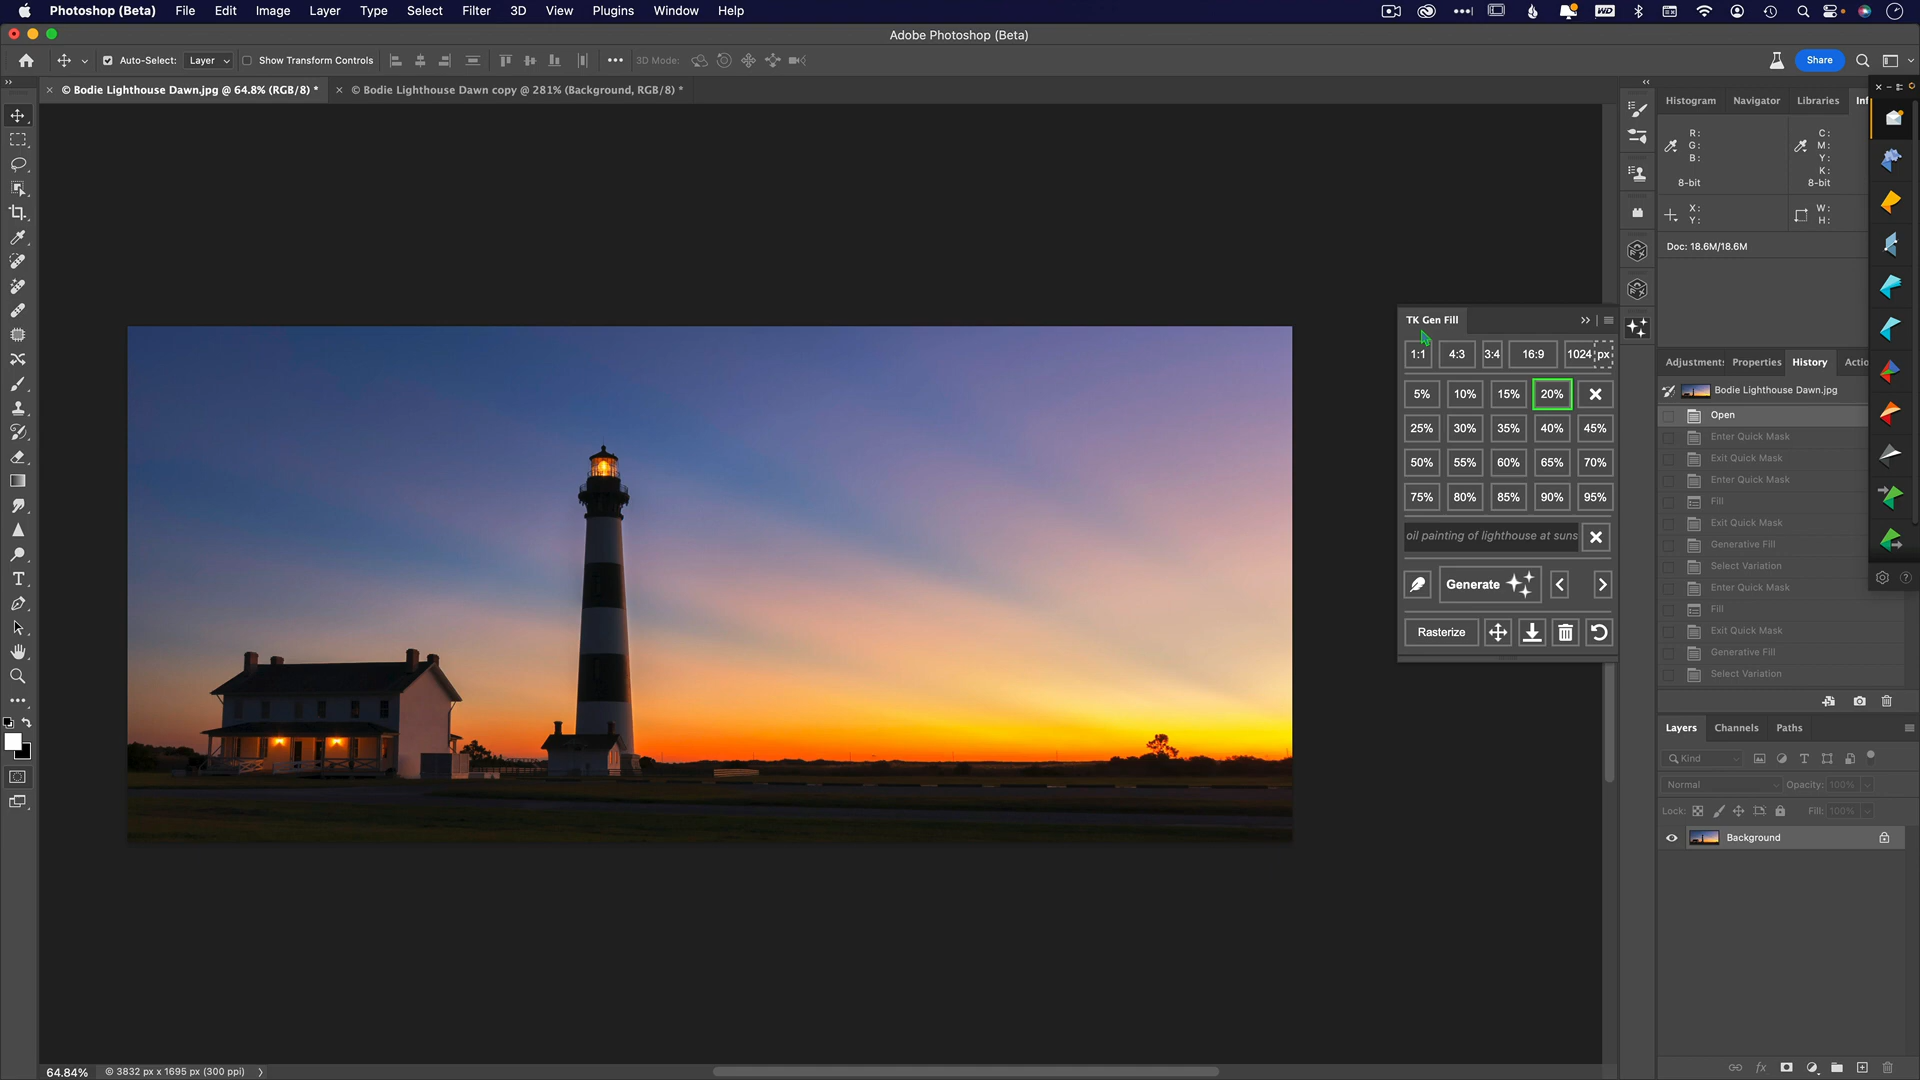 Photoshop (Beta) File Edit Image Layer Type Select Filter 3D View Plugins Window Help
WD
Adobe Photoshop (Beta)
Auto-Select: Layer Show Transform Controls 3D Mode: Share
© Bodie Lighthouse Dawn.jpg @ 64.8% (RGB/8) * © Bodie Lighthouse Dawn copy @ 281% (Background, RGB/8) *
Histogram Navigator Libraries Inf
R: C:
G: M:
B: Y:
K:
8-bit 8-bit
X: W:
Y: H:
Doc: 18.6M/18.6M
TK Gen Fill
1:1 4:3 3:4 16:9 1024 px
5% 10% 15% 20%
25% 30% 35% 40% 45%
50% 55% 60% 65% 70%
75% 80% 85% 90% 95%
oil painting of lighthouse at suns
Generate
Rasterize
Adjustment: Properties History Actio
Bodie Lighthouse Dawn.jpg
Open
Enter Quick Mask
Exit Quick Mask
Enter Quick Mask
Fill
Exit Quick Mask
Generative Fill
Select Variation
Enter Quick Mask
Fill
Exit Quick Mask
Generative Fill
Select Variation
Layers Channels Paths
Kind
Normal Opacity: 100%
Lock: Fill: 100%
Background
fx
64.84% © 3832 px x 1695 px (300 ppi)